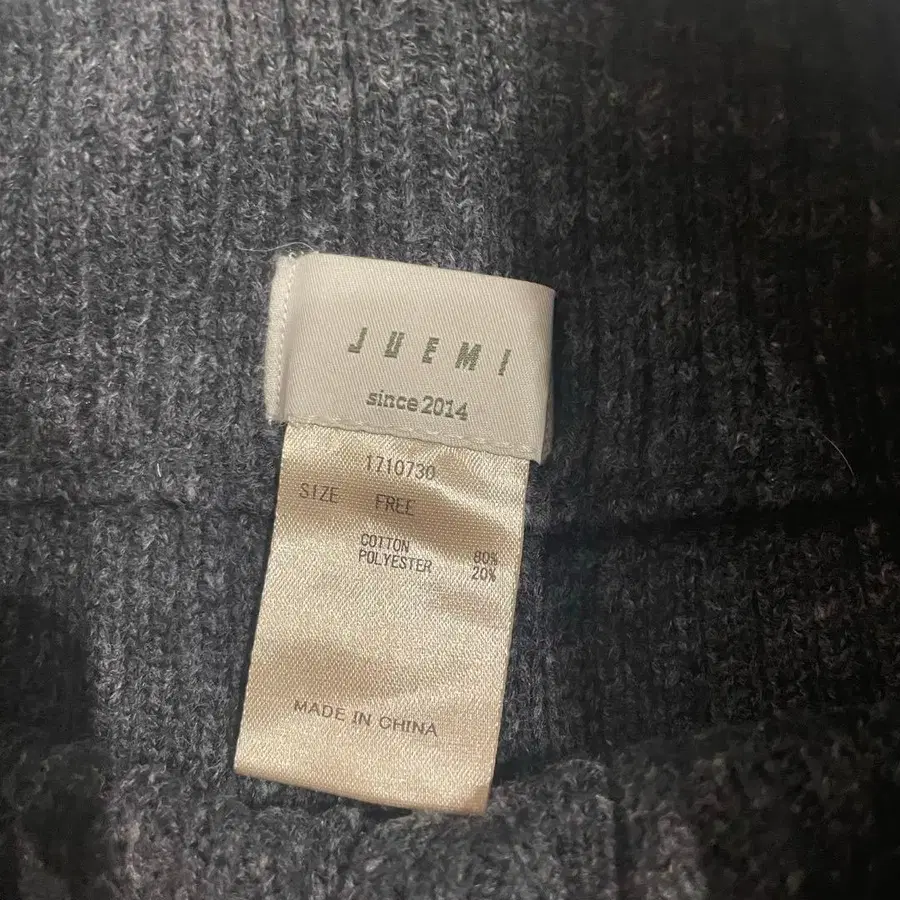 JUEMI
since 2014
1710730
SIZE FREE
COTTON 80%
POLYESTER 20%
MADE IN CHINA